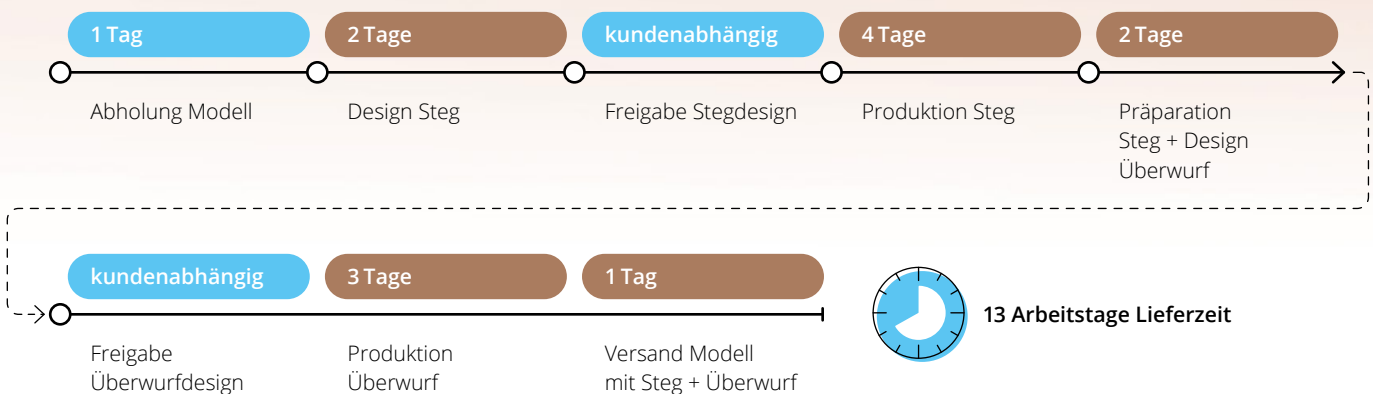 1 Tag
2 Tage
kundenabhängig
4 Tage
2 Tage
Abholung Modell
Design Steg
Freigabe Stegdesign
Produktion Steg
Präparation
Steg + Design
Überwurf
kundenabhängig
3 Tage
1 Tag
13 Arbeitstage Lieferzeit
Freigabe
Überwurfdesign
Produktion
Überwurf
Versand Modell
mit Steg + Überwurf